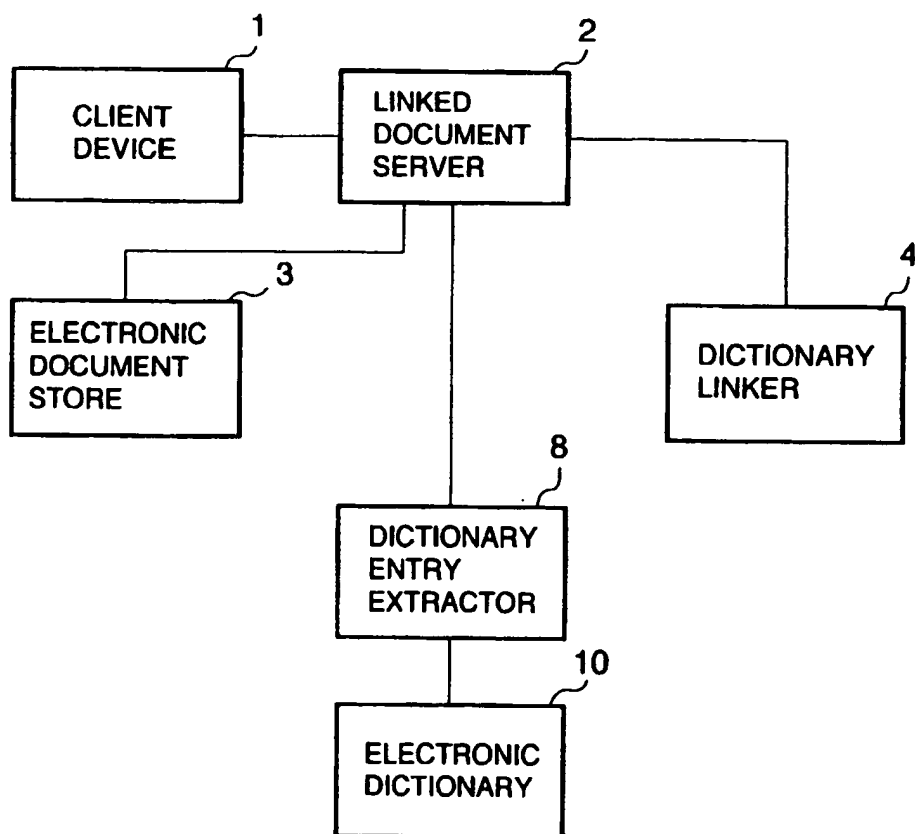 1
CLIENT
DEVICE
2
LINKED
DOCUMENT
SERVER
3
ELECTRONIC
DOCUMENT
STORE
4
DICTIONARY
LINKER
8
DICTIONARY
ENTRY
EXTRACTOR
10
ELECTRONIC
DICTIONARY